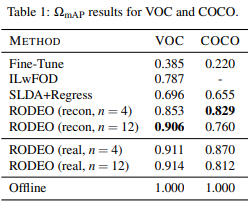 Table 1: Ω_mAP results for VOC and COCO.
METHOD VOC COCO
Fine-Tune 0.385 0.220
ILwFOD 0.787 -
SLDA+Regress 0.696 0.655
RODEO (recon, n = 4) 0.853 0.829
RODEO (recon, n = 12) 0.906 0.760
RODEO (real, n = 4) 0.911 0.870
RODEO (real, n = 12) 0.914 0.812
Offline 1.000 1.000